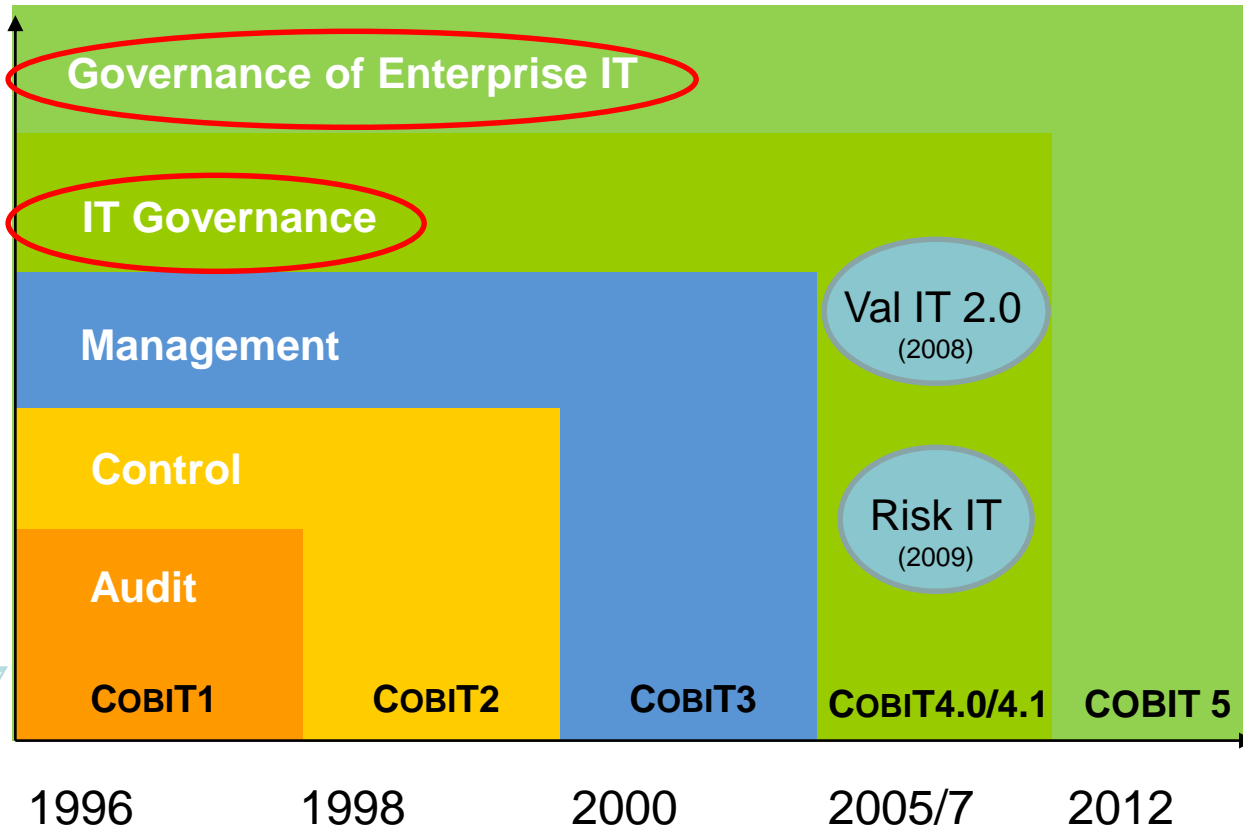 Governance of Enterprise IT
IT Governance
Val IT 2.0
(2008)
Management
Control
Risk IT
(2009)
Audit
COBIT1 COBIT2 COBIT3 COBIT4.0/4.1 COBIT 5
1996 1998 2000 2005/7 2012